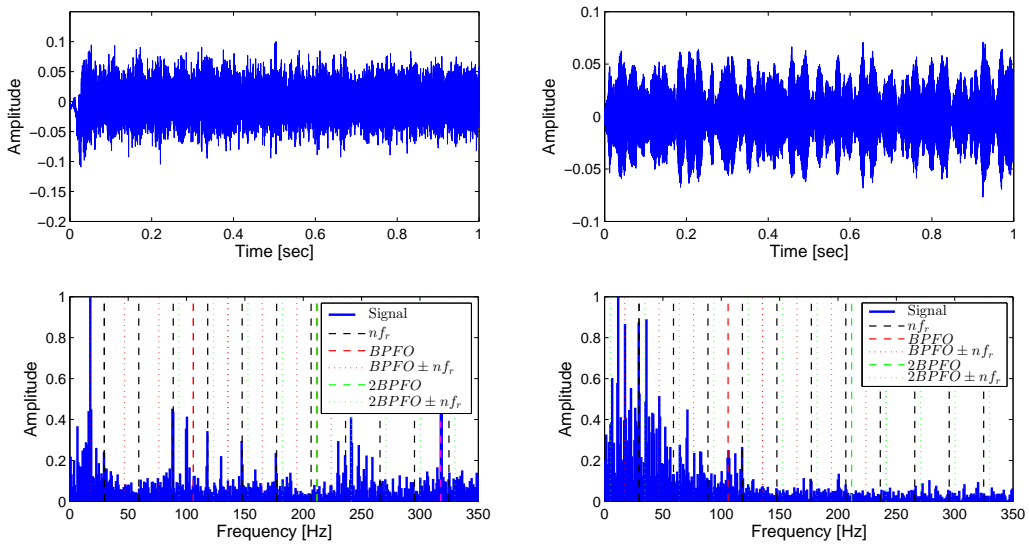 0.15
0.1
0.05
0
−0.05
−0.1
−0.15
−0.2
Amplitude
0 0.2 0.4 0.6 0.8 1
Time [sec]
0.1
0.05
0
−0.05
−0.1
Amplitude
0 0.2 0.4 0.6 0.8 1
Time [sec]
1
0.8
0.6
0.4
0.2
0
Amplitude
0 50 100 150 200 250 300 350
Frequency [Hz]
Signal
nf_r
BPFO
BPFO ± nf_r
2BPFO
2BPFO ± nf_r
1
0.8
0.6
0.4
0.2
0
Amplitude
0 50 100 150 200 250 300 350
Frequency [Hz]
Signal
nf_r
BPFO
BPFO ± nf_r
2BPFO
2BPFO ± nf_r